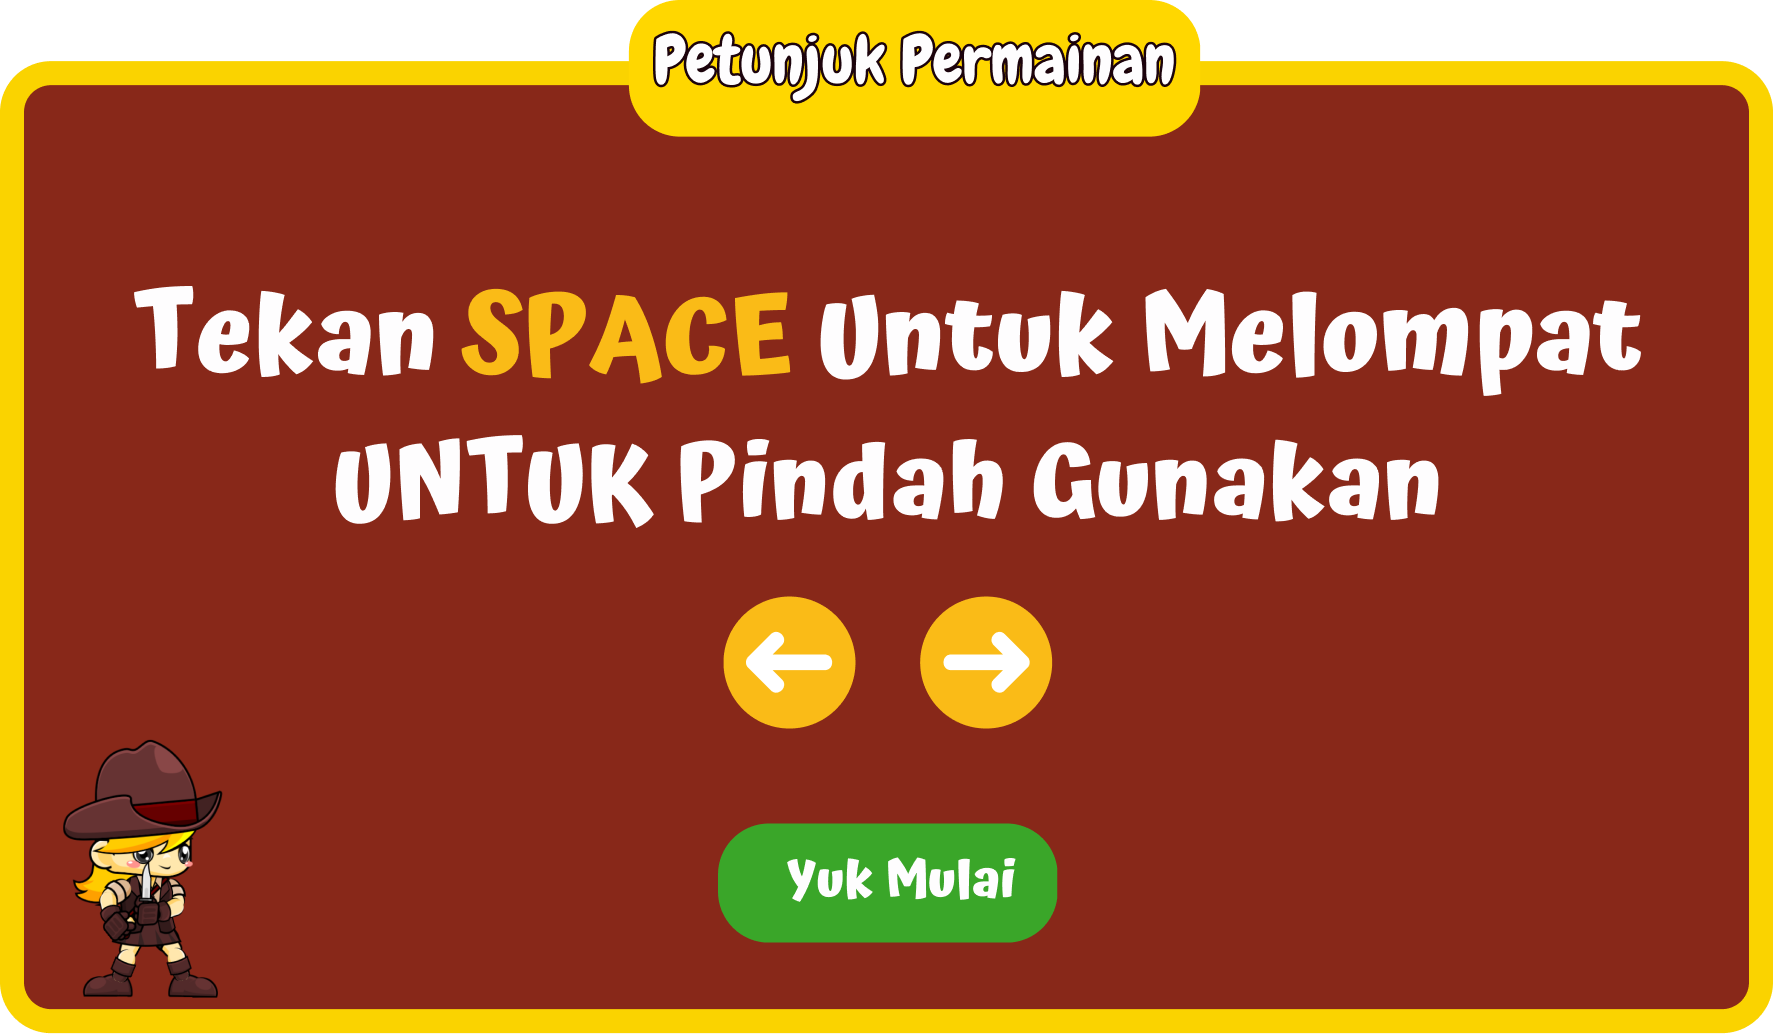 Petunjuk Permainan
Tekan SPACE Untuk Melompat
UNTUK Pindah Gunakan
Yuk Mulai